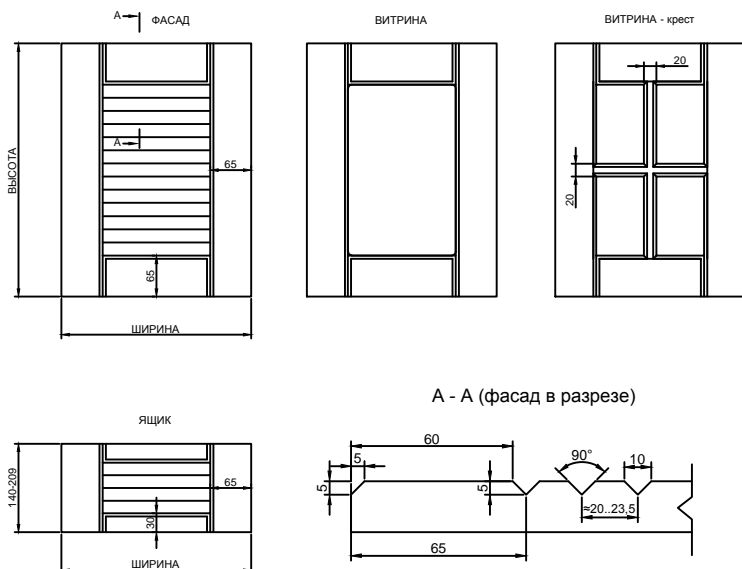 А
ФАСАД
ВИТРИНА
ВИТРИНА - крест
20
А
65
ВЫСОТА
20
65
ШИРИНА
А - А (фасад в разрезе)
ЯЩИК
60
5
90°
10
140-209
65
5
5
30
≈20..23,5
65
ШИРИНА